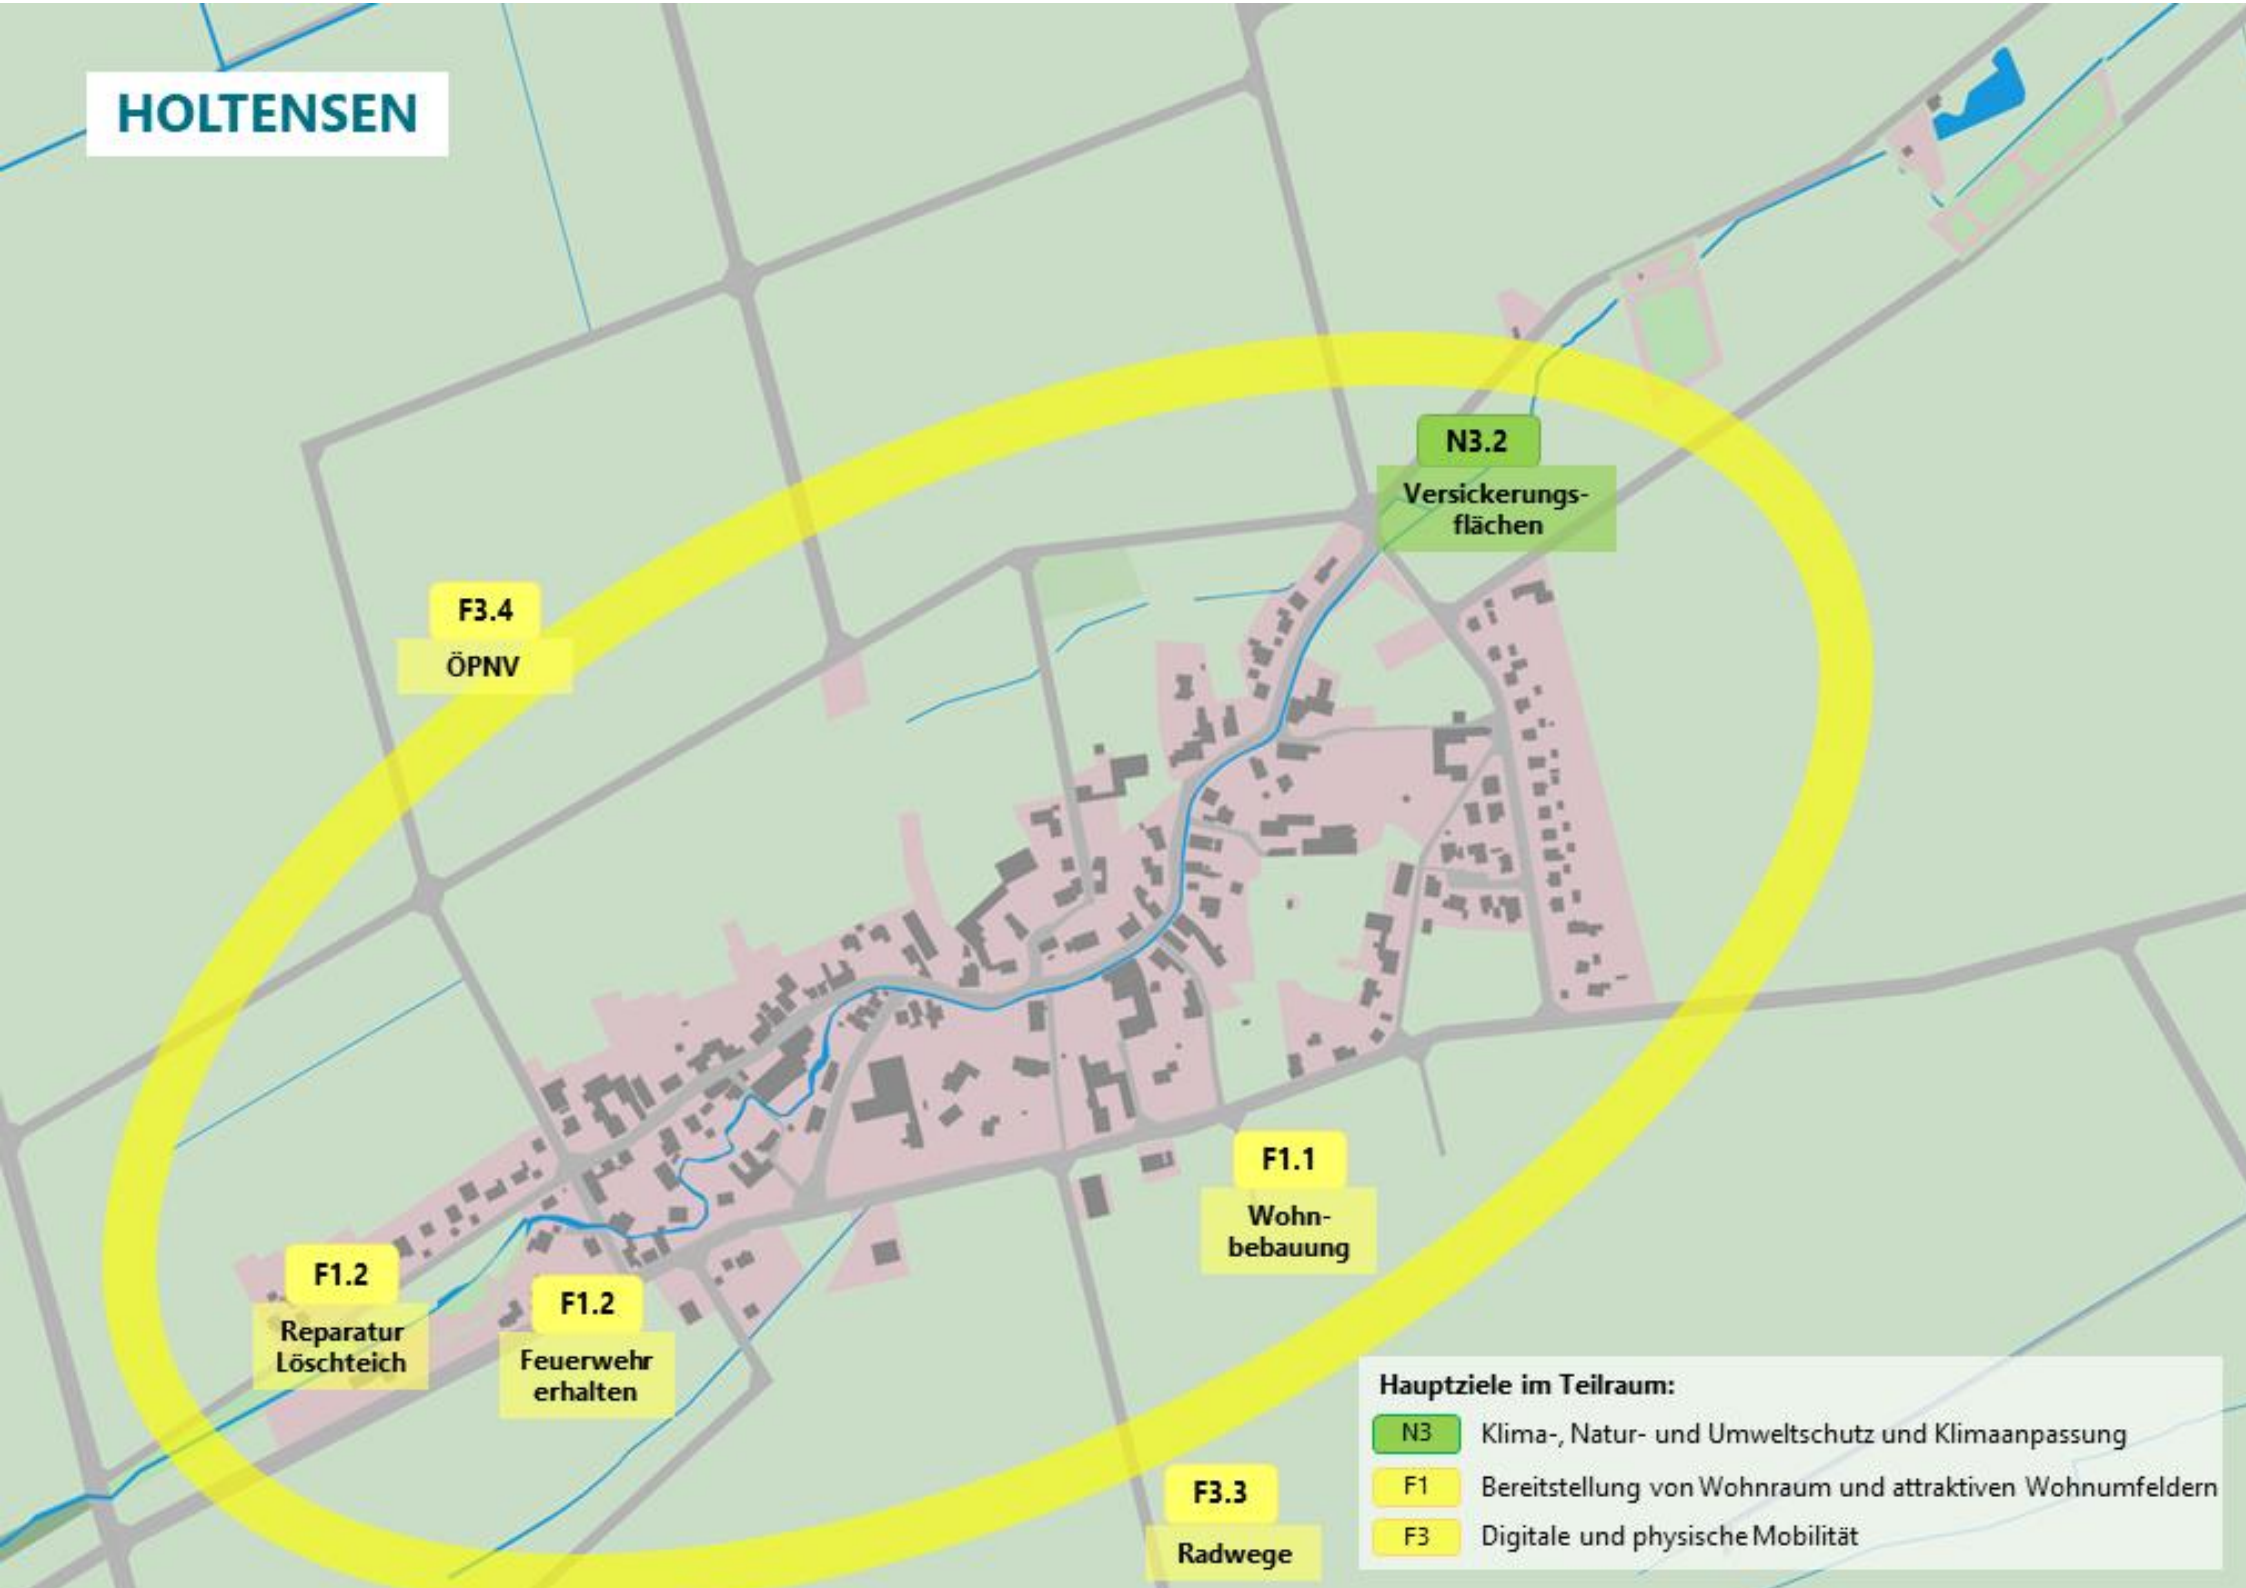 HOLTENSEN
N3.2
Versickerungs-
flächen
F3.4
ÖPNV
F1.1
Wohn-
bebauung
F1.2
Reparatur
Löschteich
F1.2
Feuerwehr
erhalten
F3.3
Radwege
Hauptziele im Teilraum:
N3 Klima-, Natur- und Umweltschutz und Klimaanpassung
F1 Bereitstellung von Wohnraum und attraktiven Wohnumfeldern
F3 Digitale und physische Mobilität